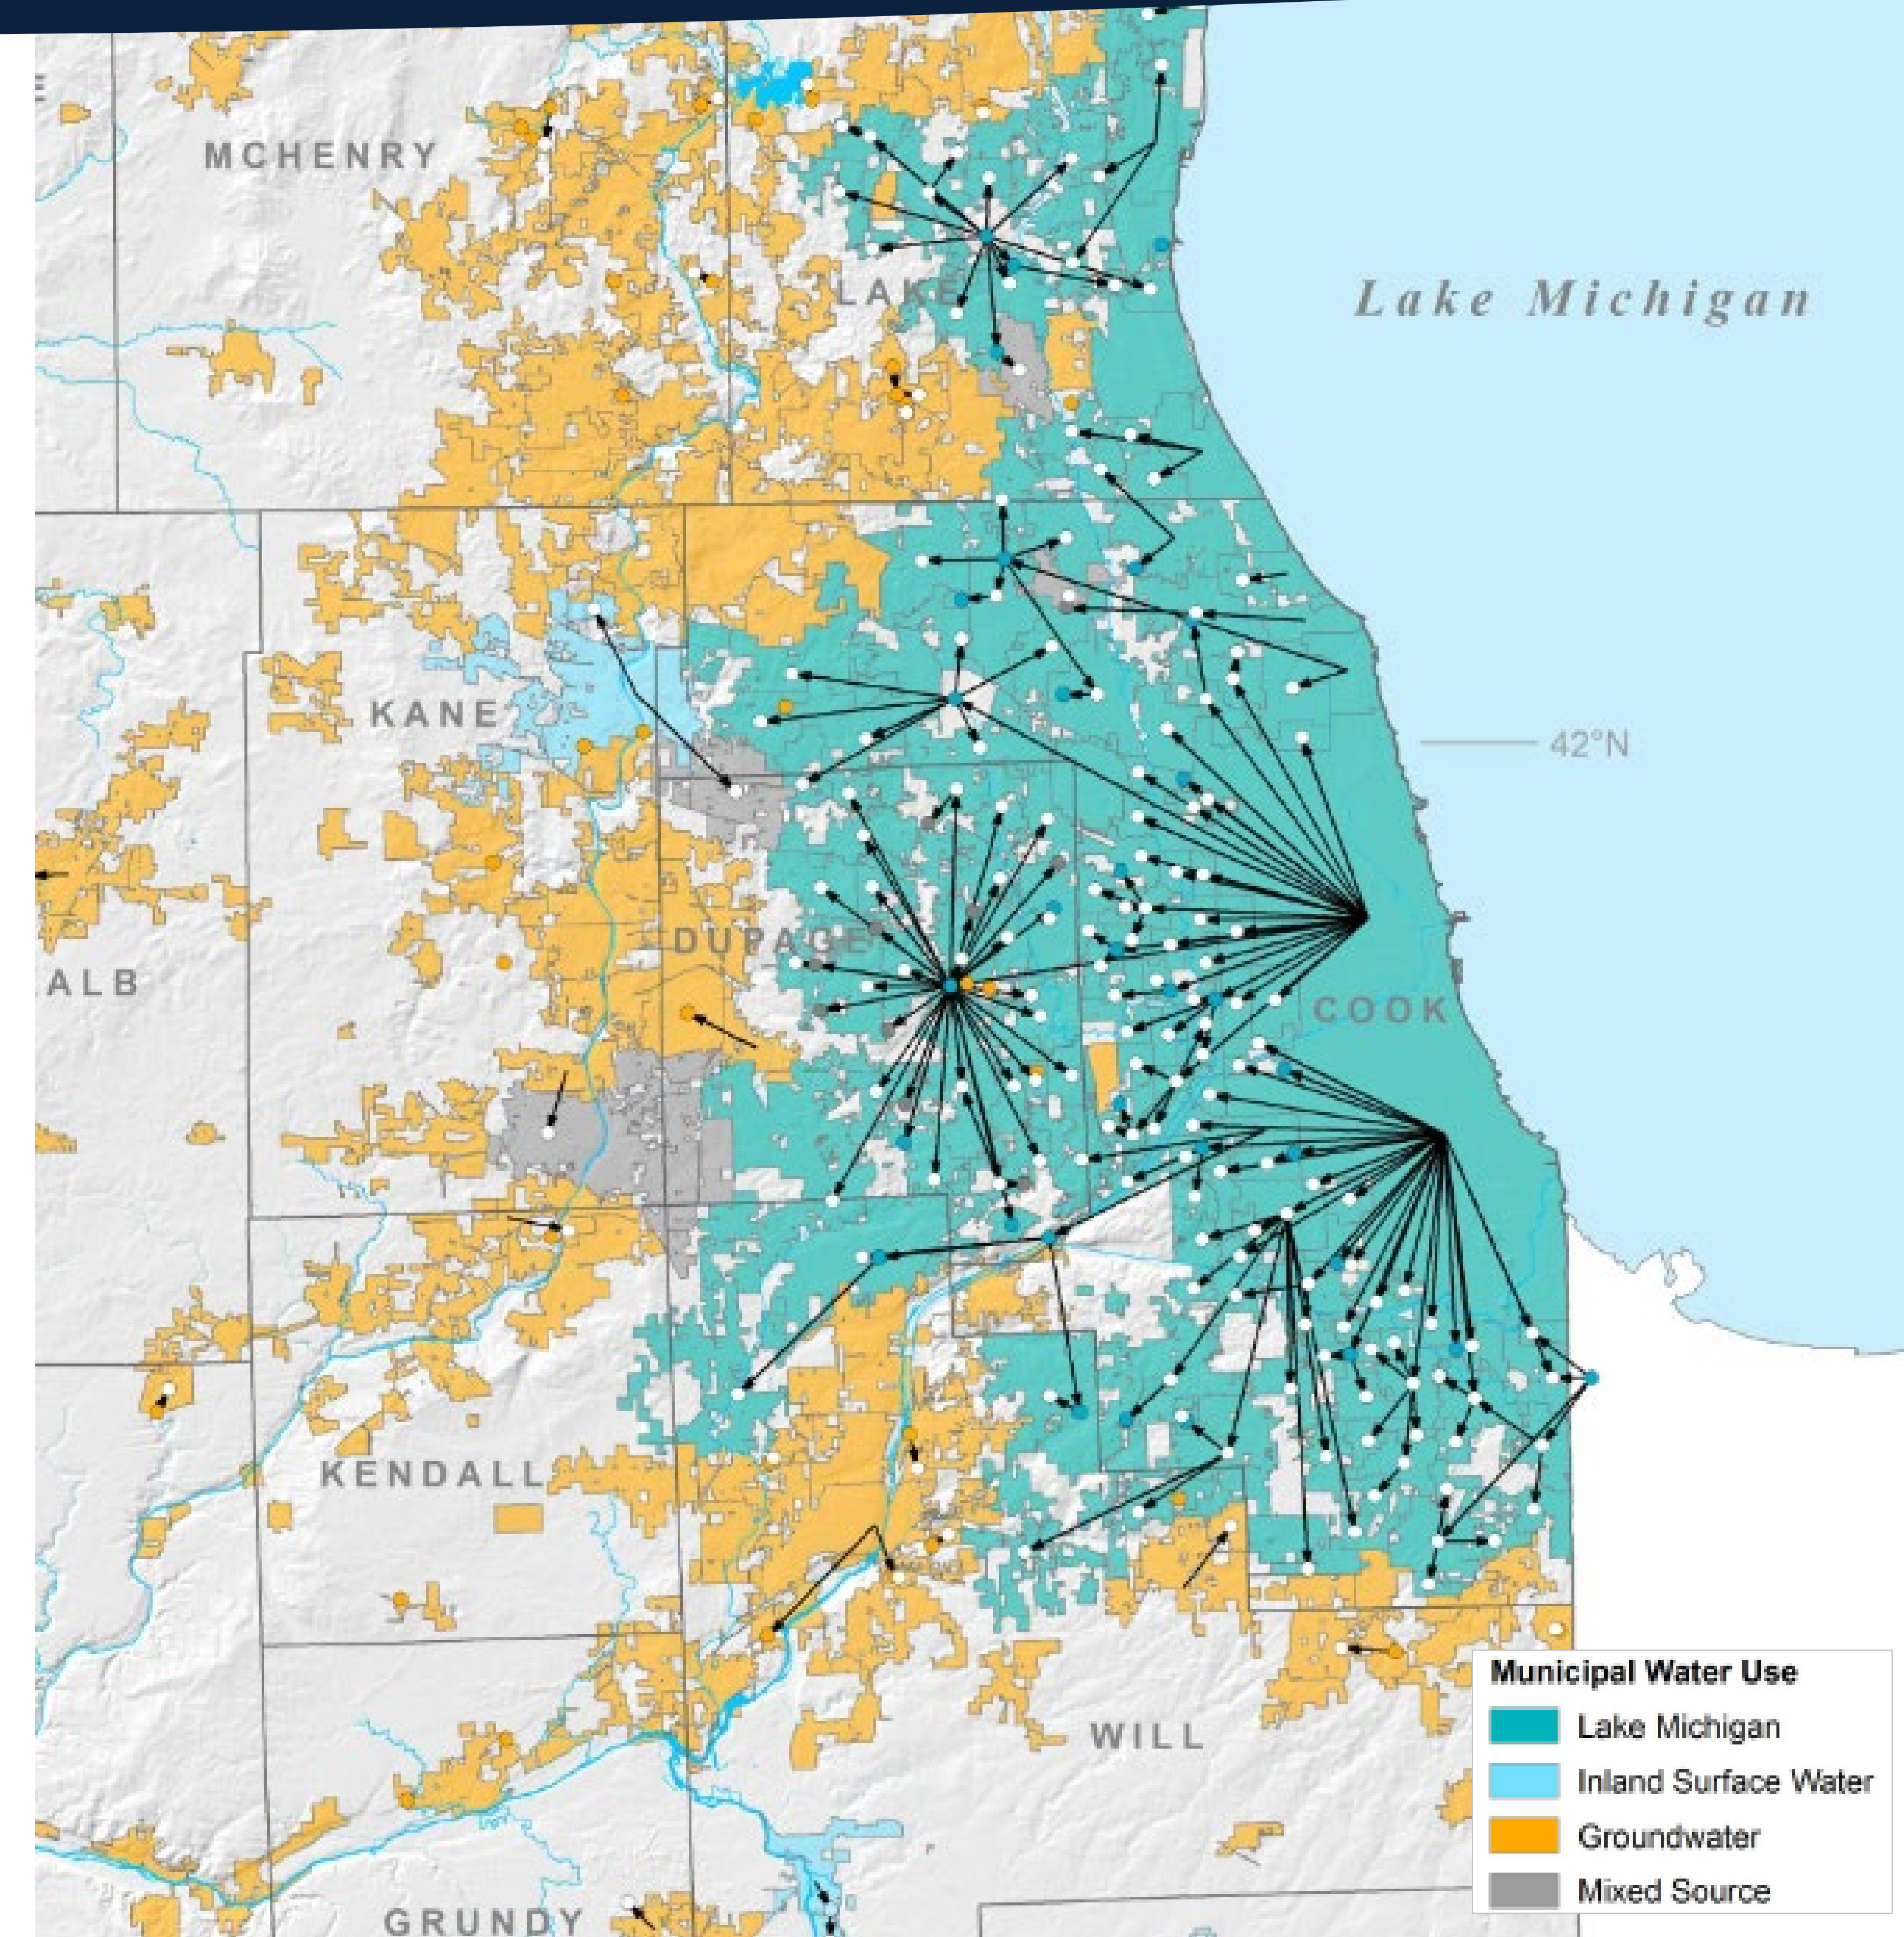 E
MCHENRY
LAKE
Lake Michigan
KANE
42°N
DUPAGE
ALB
COOK
KENDALL
WILL
GRUNDY
Municipal Water Use
Lake Michigan
Inland Surface Water
Groundwater
Mixed Source